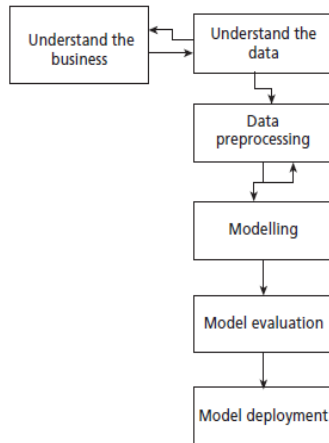 Understand the
business
Understand the
data
Data
preprocessing
Modelling
Model evaluation
Model deployment